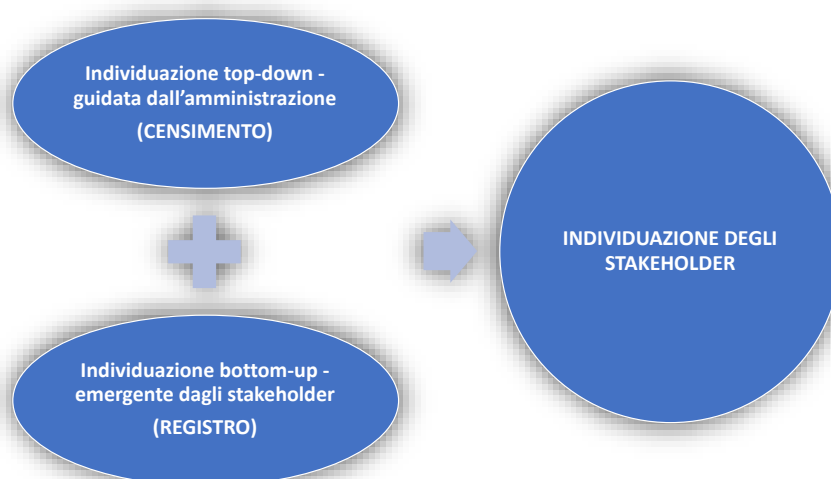 Individuazione top-down -
guidata dall'amministrazione
(CENSIMENTO)
INDIVIDUAZIONE DEGLI
STAKEHOLDER
Individuazione bottom-up -
emergente dagli stakeholder
(REGISTRO)